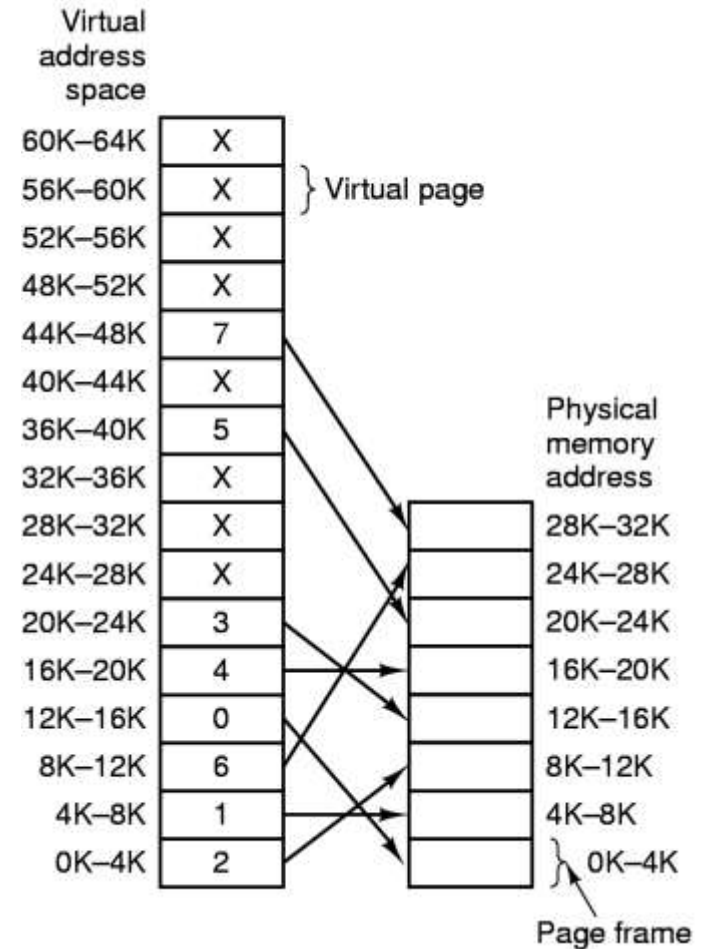 Virtual
address
space
60K–64K X
56K–60K X Virtual page
52K–56K X
48K–52K X
44K–48K 7
40K–44K X
36K–40K 5
32K–36K X
28K–32K X
24K–28K X
20K–24K 3
16K–20K 4
12K–16K 0
8K–12K 6
4K–8K 1
0K–4K 2
Physical
memory
address
28K–32K
24K–28K
20K–24K
16K–20K
12K–16K
8K–12K
4K–8K
0K–4K
Page frame